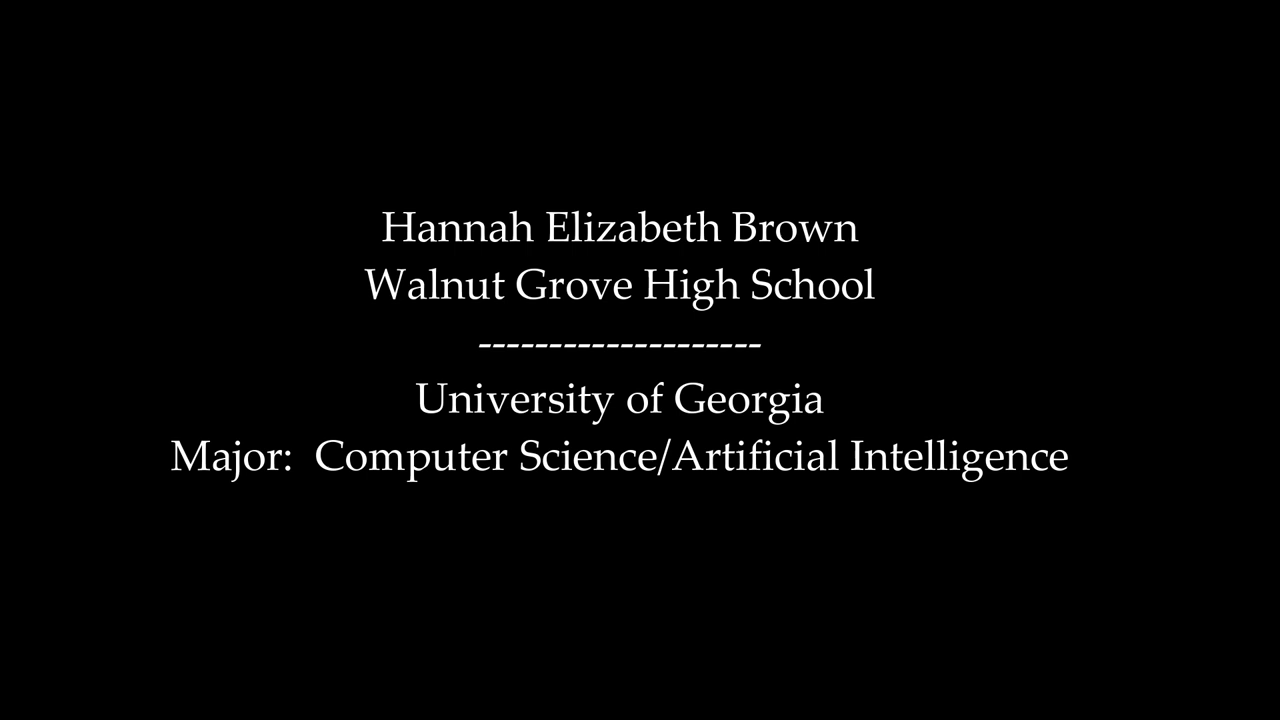 Hannah Elizabeth Brown
Walnut Grove High School
--------------------
University of Georgia
Major:  Computer Science/Artificial Intelligence